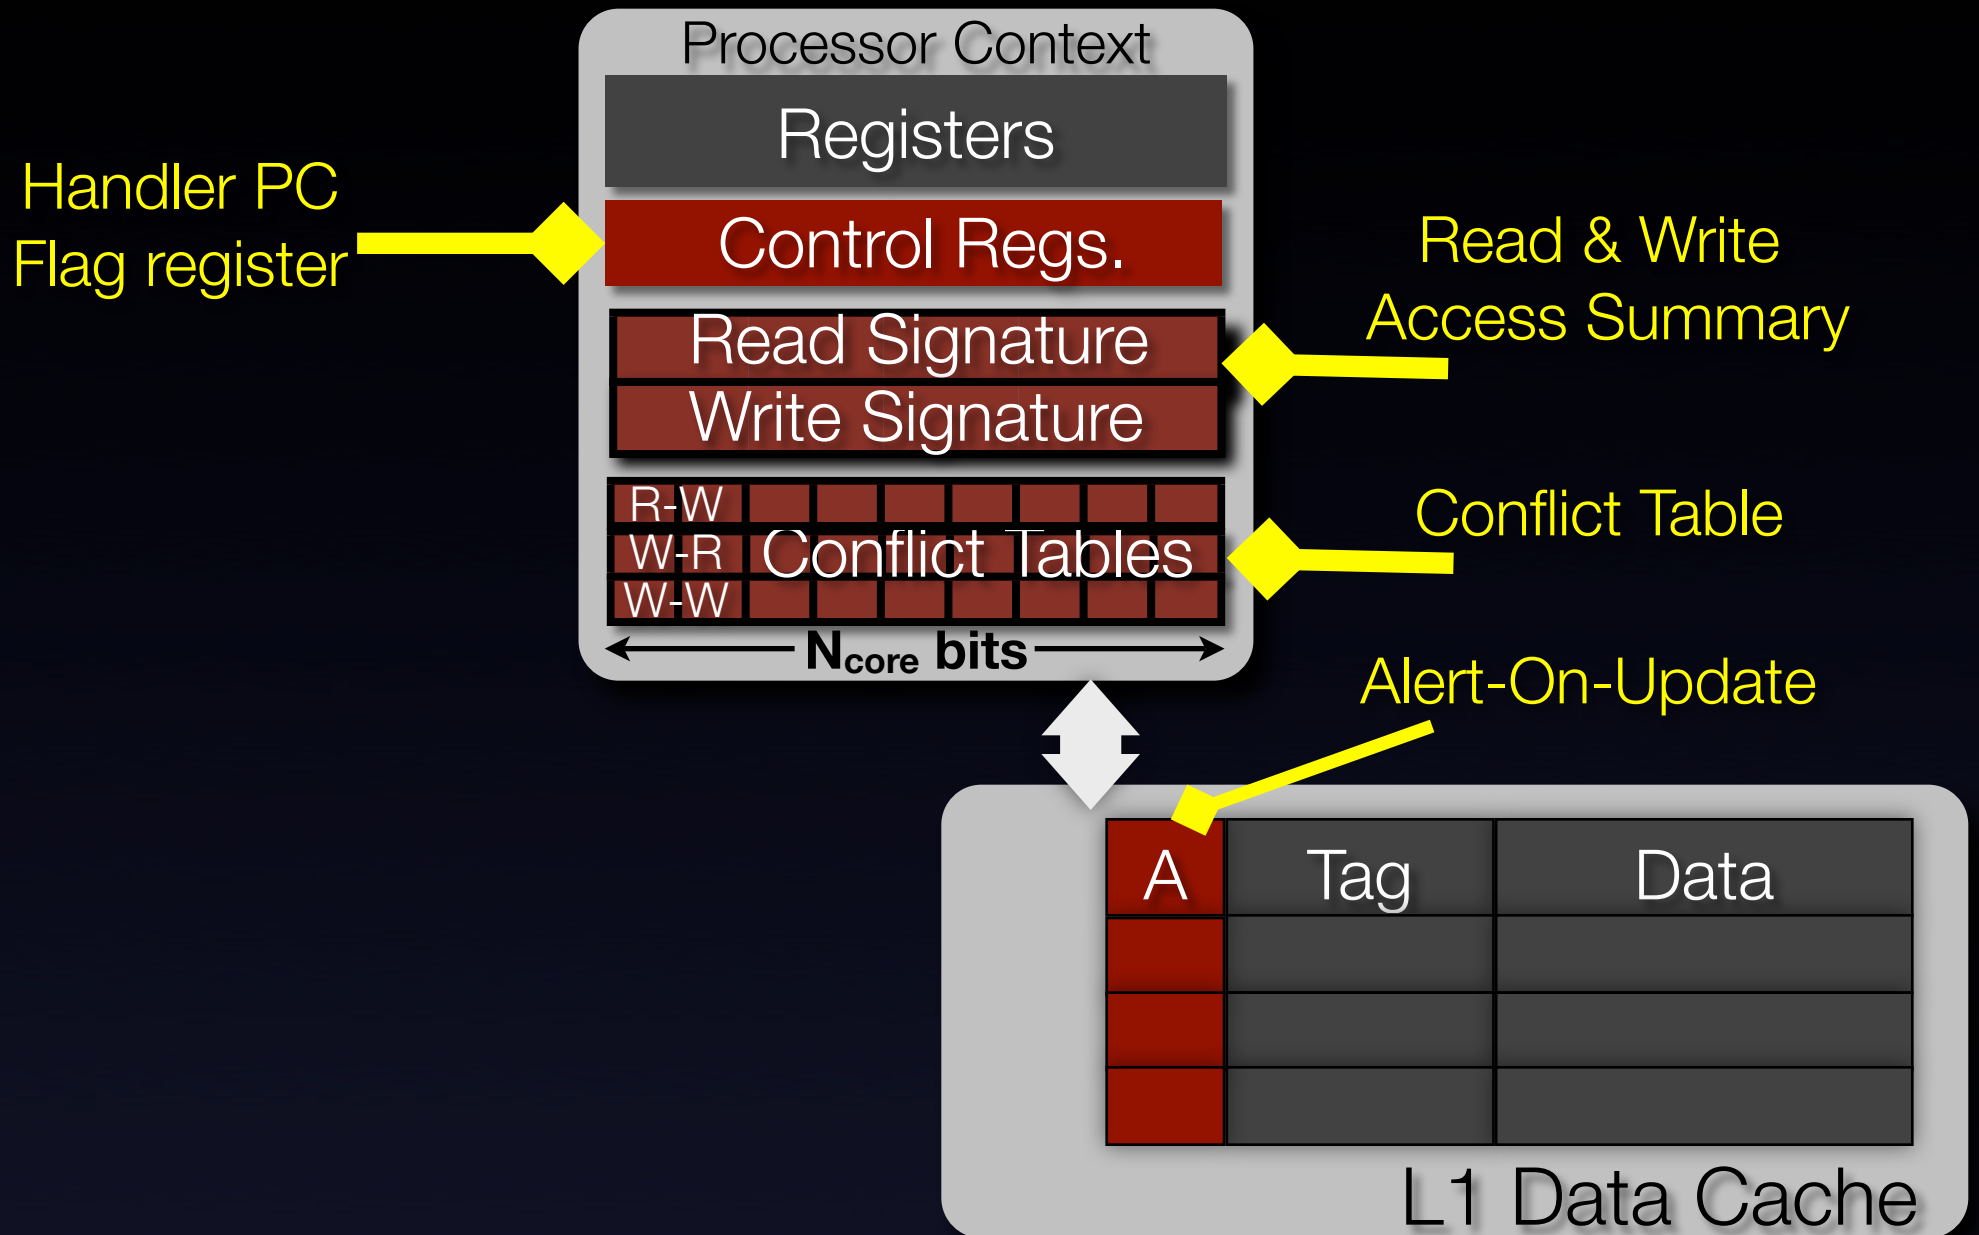 Processor Context
Registers
Handler PC
Flag register
Control Regs.
Read & Write
Access Summary
Read Signature
Write Signature
R-W
W-R
W-W
Conflict Tables
Conflict Table
Ncore bits
Alert-On-Update
A Tag Data
L1 Data Cache